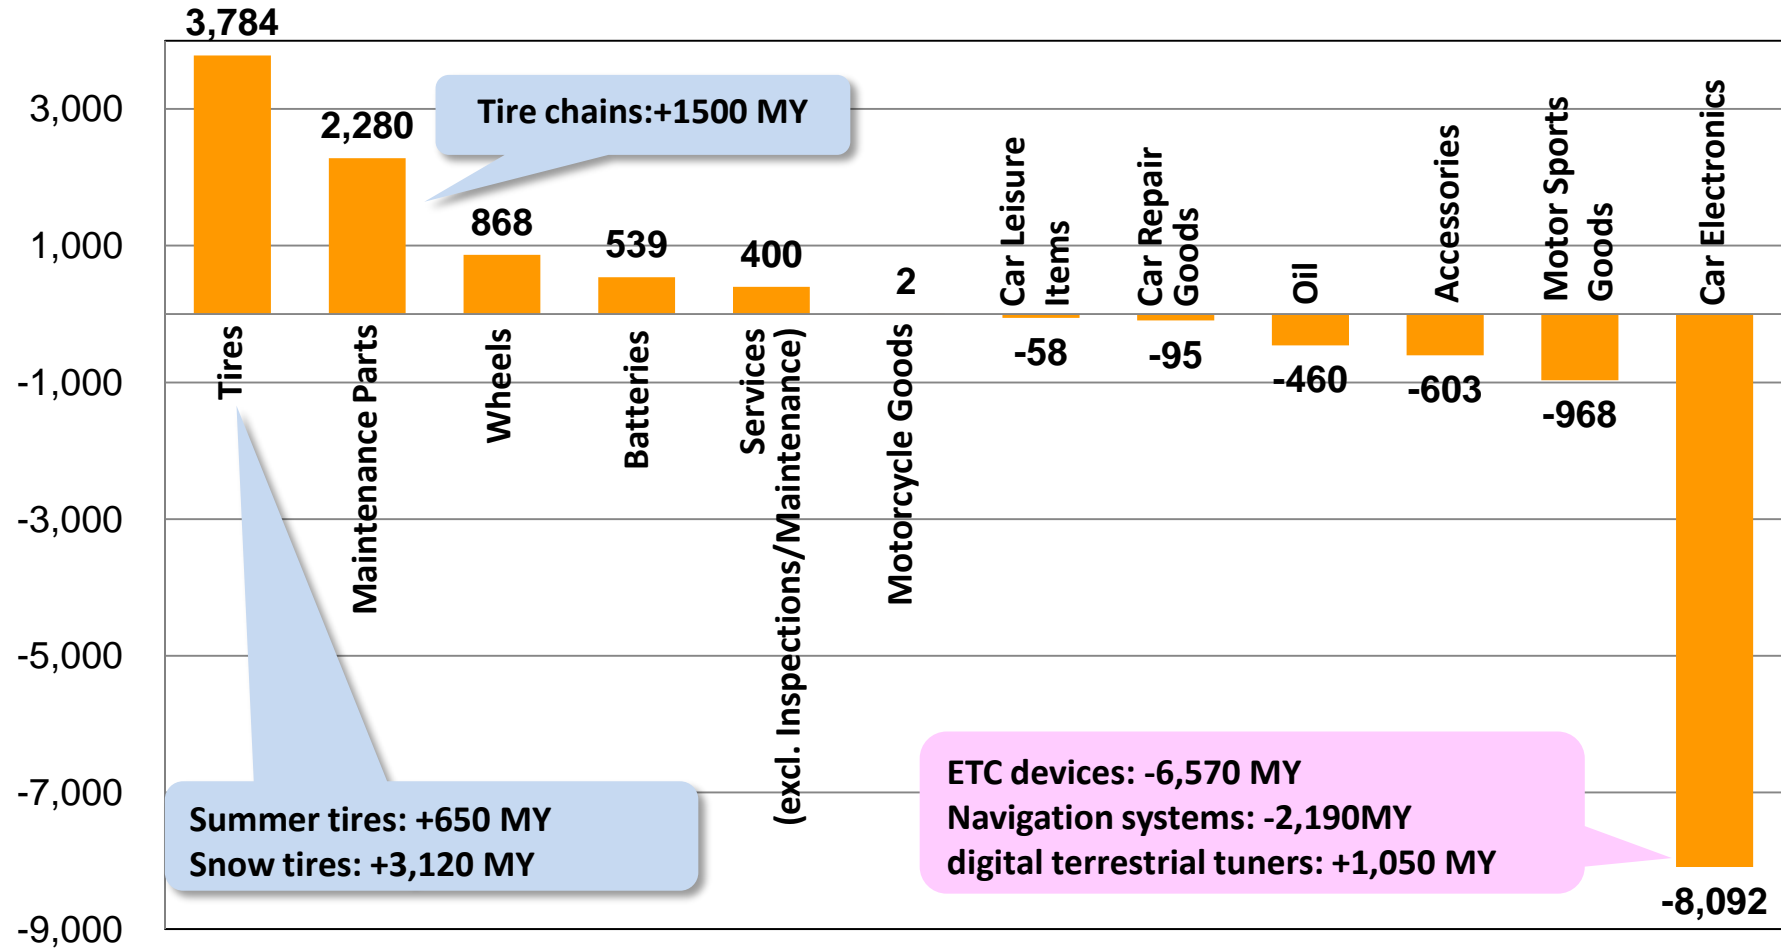 3,784
3,000
1,000
-1,000
-3,000
-5,000
-7,000
-9,000
2,280
868
539
400
2
-58
-95
-460
-603
-968
-8,092
Tires
Maintenance Parts
Wheels
Batteries
Services
(excl. Inspections/Maintenance)
Motorcycle Goods
Car Leisure
Items
Car Repair
Goods
Oil
Accessories
Motor Sports
Goods
Car Electronics
Tire chains:+1500 MY
Summer tires: +650 MY
Snow tires: +3,120 MY
ETC devices: -6,570 MY
Navigation systems: -2,190MY
digital terrestrial tuners: +1,050 MY